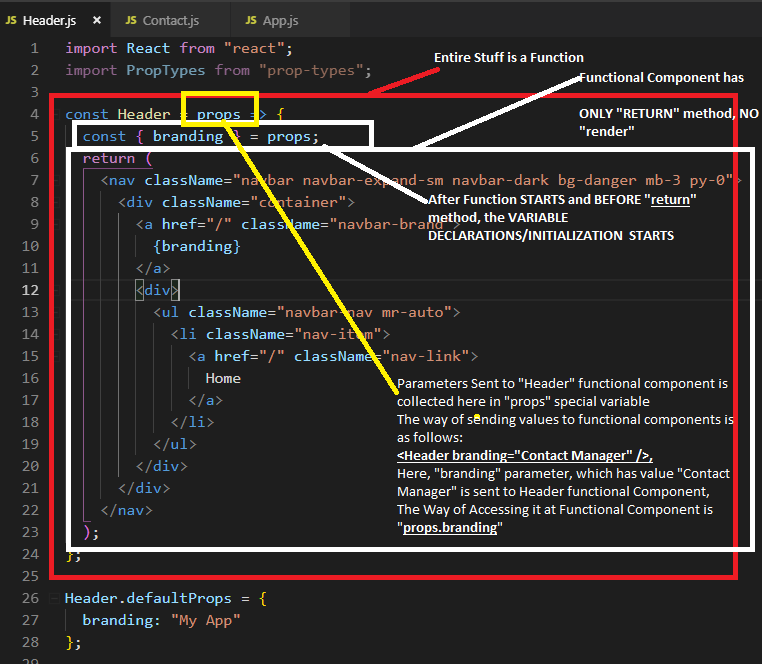 JS Header.js ×
JS Contact.js
JS App.js
1 import React from "react";
2 import PropTypes from "prop-types";
3
4 const Header = props => {
5 const { branding } = props;
6 return (
7 <nav className="navbar navbar-expand-sm navbar-dark bg-danger mb-3 py-0">
8 <div className="container">
9 <a href="/" className="navbar-brand">
10 {branding}
11 </a>
12 <div>
13 <ul className="navbar-nav mr-auto">
14 <li className="nav-item">
15 <a href="/" className="nav-link">
16 Home
17 </a>
18 </li>
19 </ul>
20 </div>
21 </div>
22 </nav>
23 );
24 };
25
26 Header.defaultProps = {
27 branding: "My App"
28 };
29
Entire Stuff is a Function
Functional Component has
ONLY "RETURN" method, NO
"render"
After Function STARTS and BEFORE "return"
method, the VARIABLE
DECLARATIONS/INITIALIZATION STARTS
Parameters Sent to "Header" functional component is
collected here in "props" special variable
The way of sending values to functional components is
as follows:
<Header branding="Contact Manager" />,
Here, "branding" parameter, which has value "Contact
Manager" is sent to Header functional Component,
The Way of Accessing it at Functional Component is
"props.branding"